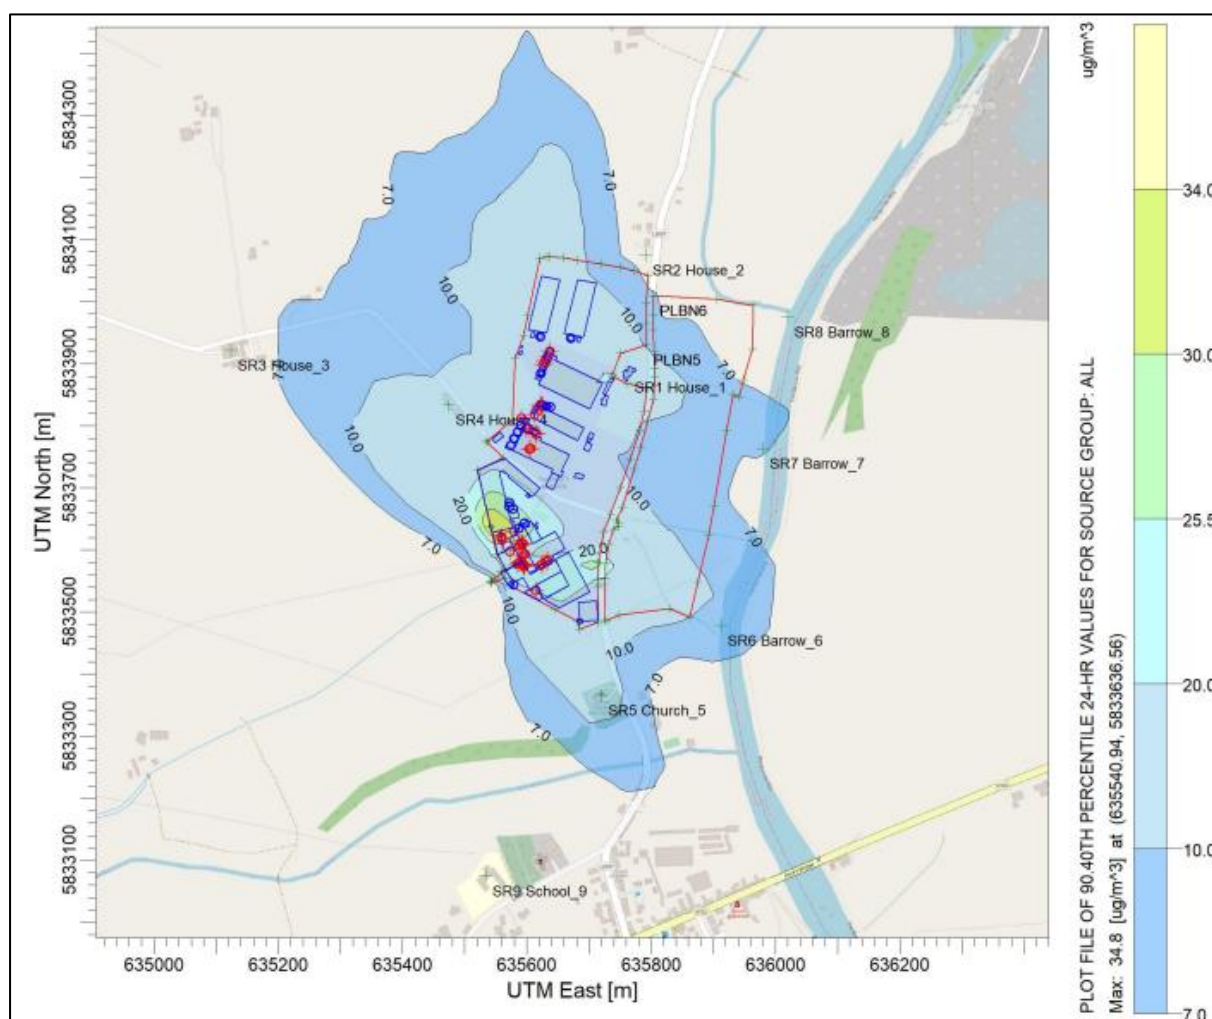 ug/m^3
5834300
7.0
7.0
34.0
5834100
SR2 House_2
10.0
10.0
PLBN6
SR8 Barrow_8
30.0
5833900
SR3 House_3
7.0
PLBN5
SR1 House_1
7.0
SR4 House_4
10.0
25.5
5833700
SR7 Barrow_7
20.0
10.0
7.0
7.0
20.0
5833500
10.0
SR6 Barrow_6
20.0
10.0
7.0
SR5 Church_5
7.0
5833300
10.0
5833100
SR9 School_9
7.0
635000 635200 635400 635600 635800 636000 636200
UTM East [m]
UTM North [m]
PLOT FILE OF 90.40TH PERCENTILE 24-HR VALUES FOR SOURCE GROUP: ALL
Max: 34.8 [ug/m^3] at (635540.94, 5833636.56)